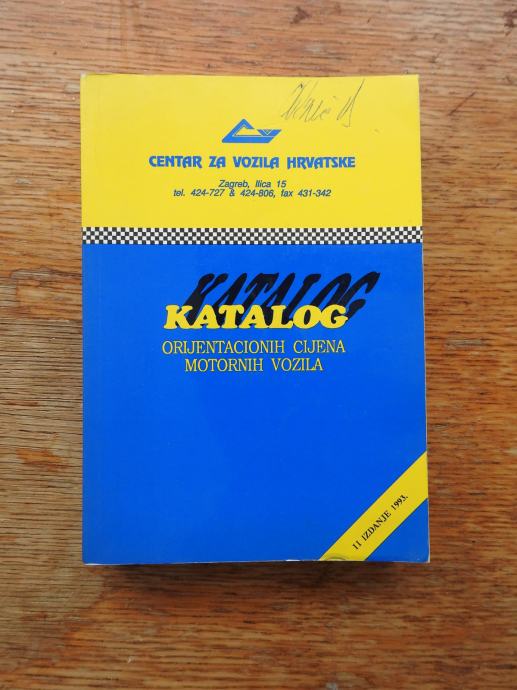 CENTAR ZA VOZILA HRVATSKE
Zagreb, Ilica 15
tel. 424-727 & 424-806, fax 431-342
KATALOG
ORIJENTACIONIH CIJENA
MOTORNIH VOZILA
11 IZDANJE 1993.